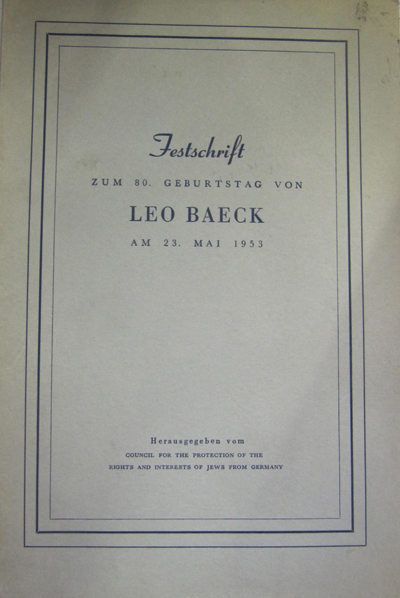 Festschrift
ZUM 80. GEBURTSTAG VON
LEO BAECK
AM 23. MAI 1953
Herausgegeben vom
COUNCIL FOR THE PROTECTION OF THE
RIGHTS AND INTERESTS OF JEWS FROM GERMANY